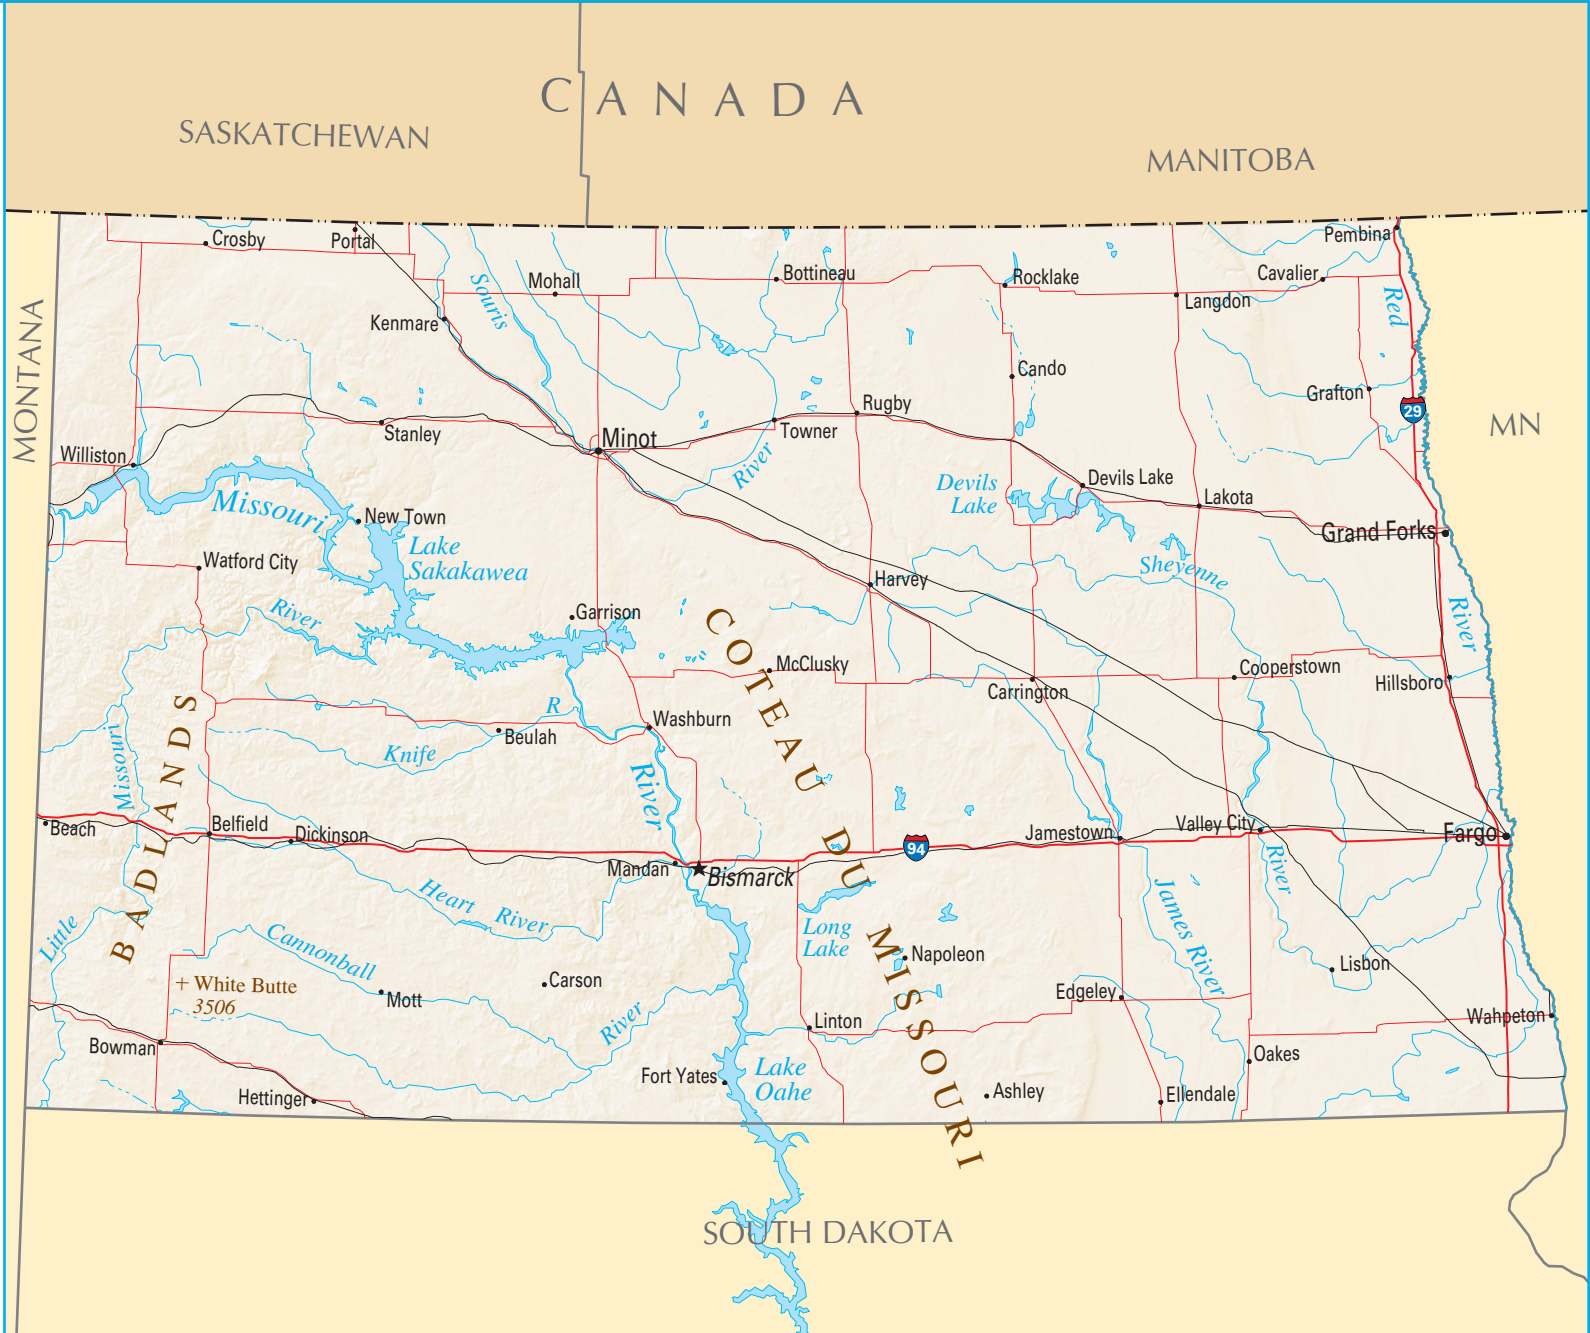 CANADA
SASKATCHEWAN
MANITOBA
MONTANA
MN
SOUTH DAKOTA
Crosby
Portal
Mohall
Bottineau
Rocklake
Langdon
Cavalier
Pembina
Kenmare
Souris
Red
Cando
Grafton
29
Rugby
Towner
Stanley
Minot
Williston
River
Devils Lake
Devils
Lake
Lakota
Grand Forks
Missouri
New Town
Lake
Sakakawea
Watford City
Sheyenne
Harvey
River
River
Garrison
COTEAU DU MISSOURI
McClusky
Carrington
Cooperstown
Hillsboro
R
Washburn
Beulah
Knife
Missouri
BADLANDS
River
Beach
Belfield
Dickinson
94
Jamestown
Valley City
Fargo
Mandan
Bismarck
River
Heart River
James River
Little
Cannonball
Long
Lake
Napoleon
Lisbon
White Butte
3506
Carson
Mott
Edgeley
River
Linton
Wahpeton
Bowman
Oakes
Fort Yates
Lake
Oahe
Hettinger
Ashley
Ellendale